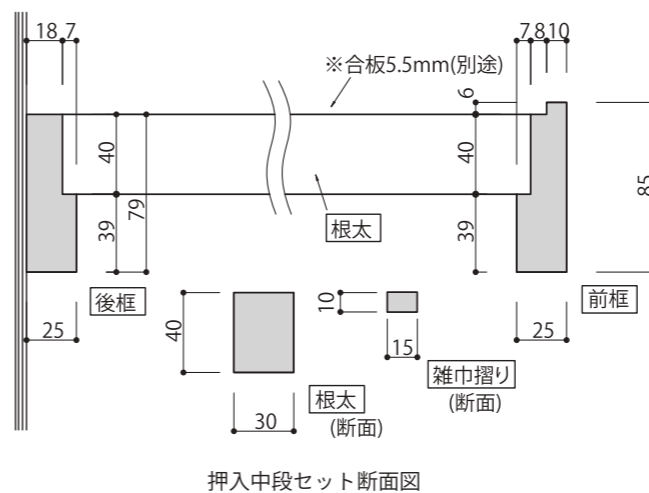 18 7
7 8 10
※合板5.5mm(別途)
6
40
79
39
40
39
85
根太
後框
前框
25
25
40
30
根太
(断面)
10
15
雑巾摺り
(断面)
押入中段セット断面図